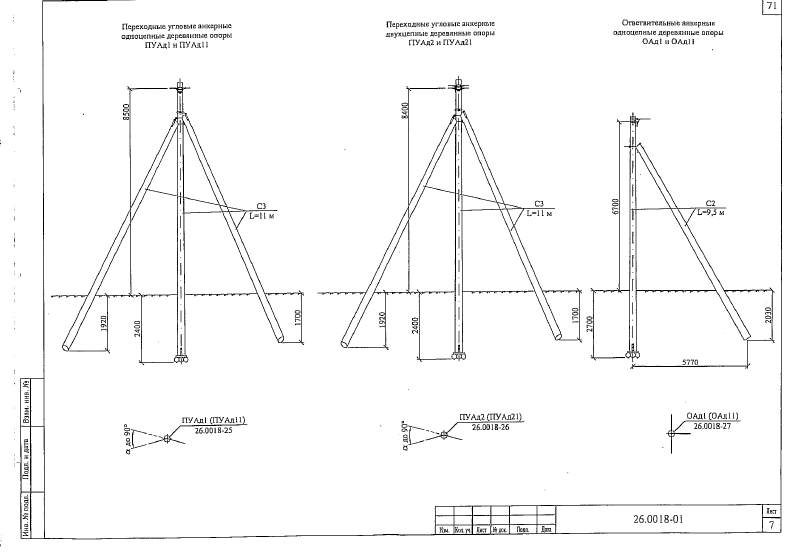 71
Переходные угловые анкерные
одноцепные деревянные опоры
ПУАд1 и ПУАд11
Переходные угловые анкерные
двухцепные деревянные опоры
ПУАд2 и ПУАд21
Ответвительные анкерные
одноцепные деревянные опоры
ОАд1 и ОАд11
8500
С3
L=11 м
1920
2400
1700
8400
С3
L=11 м
1920
2400
1700
6700
С2
L=9,5 м
2700
2030
5770
α до 90°
ПУАд1 (ПУАд11)
26.0018-25
α до 90°
ПУАд2 (ПУАд21)
26.0018-26
ОАд1 (ОАд11)
26.0018-27
Взам. инв. №
Подп. и дата
Инв. № подл.
Изм. Кол. уч. Лист № док. Подп. Дата
26.0018-01
Лист
7